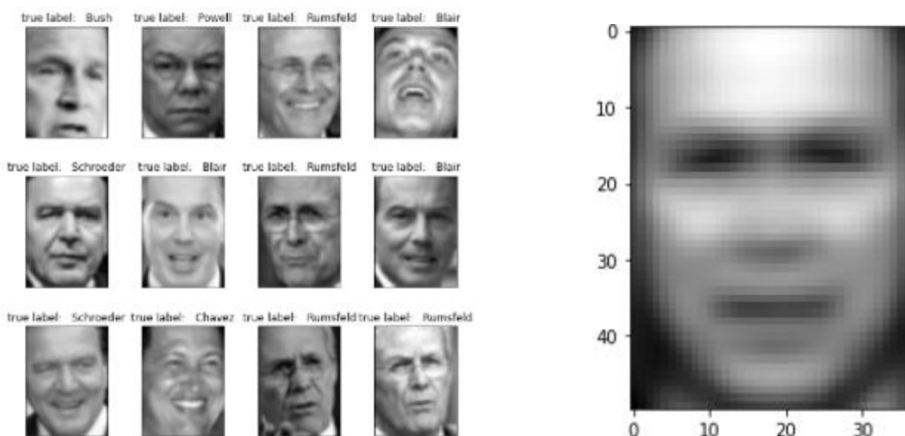 true label: Bush
true label: Powell
true label: Rumsfeld
true label: Blair
true label: Schroeder
true label: Blair
true label: Rumsfeld
true label: Blair
true label: Schroeder
true label: Chavez
true label: Rumsfeld
true label: Rumsfeld
0
10
20
30
40
0
10
20
30